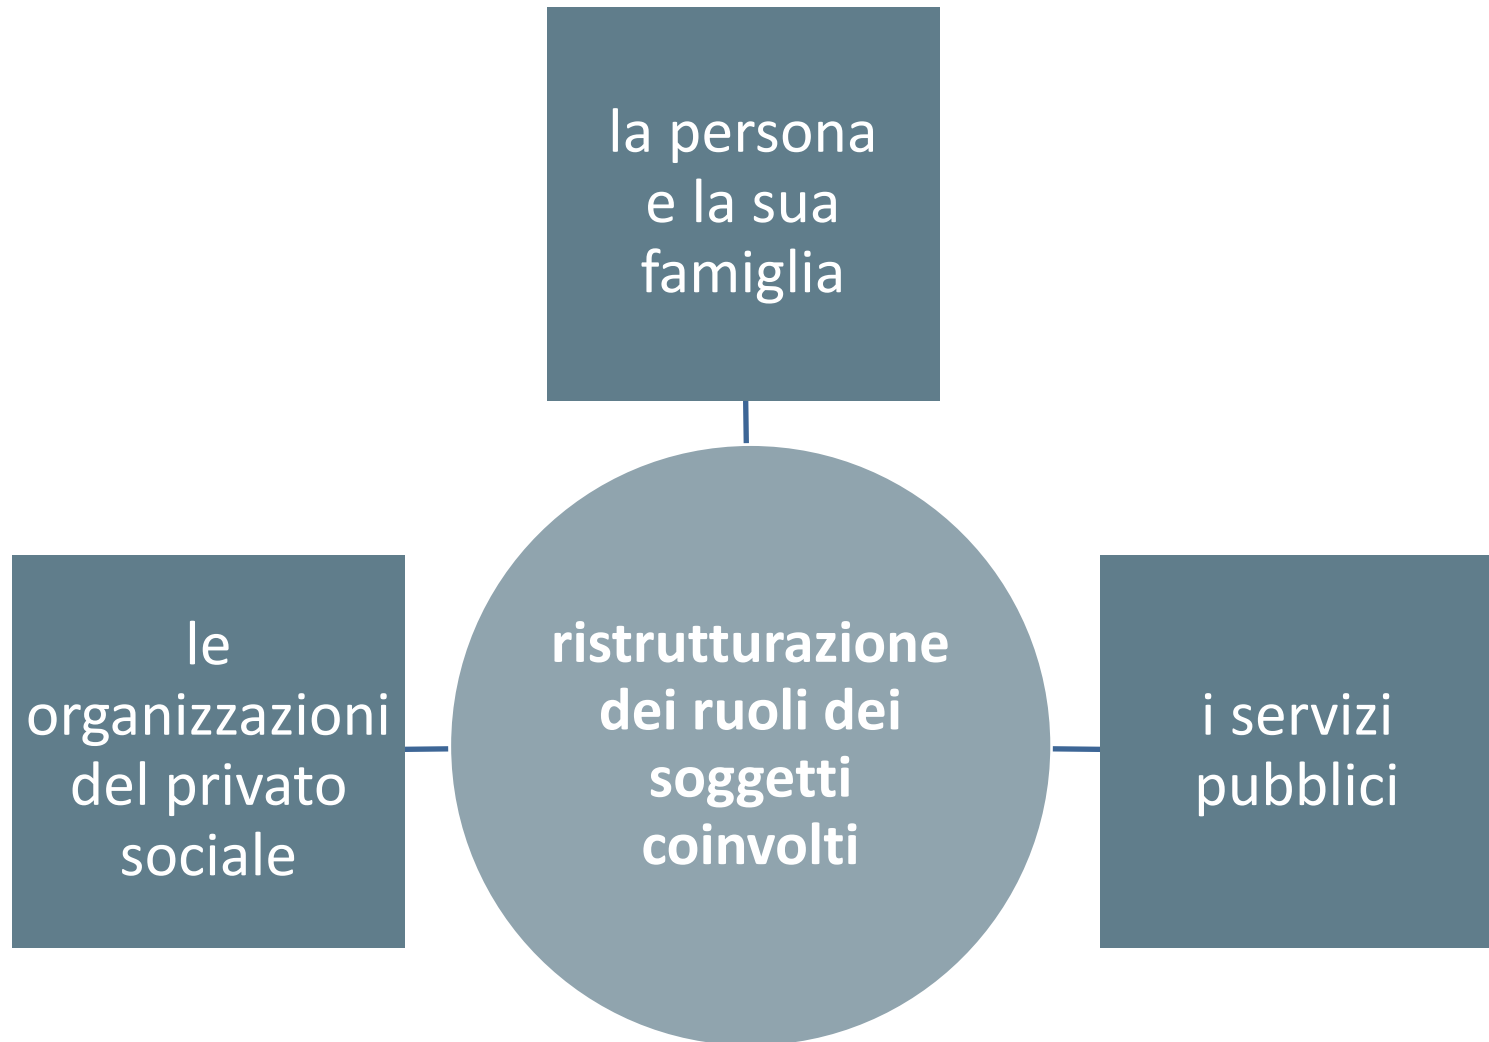 la persona
e la sua
famiglia
le
organizzazioni
del privato
sociale
ristrutturazione
dei ruoli dei
soggetti
coinvolti
i servizi
pubblici